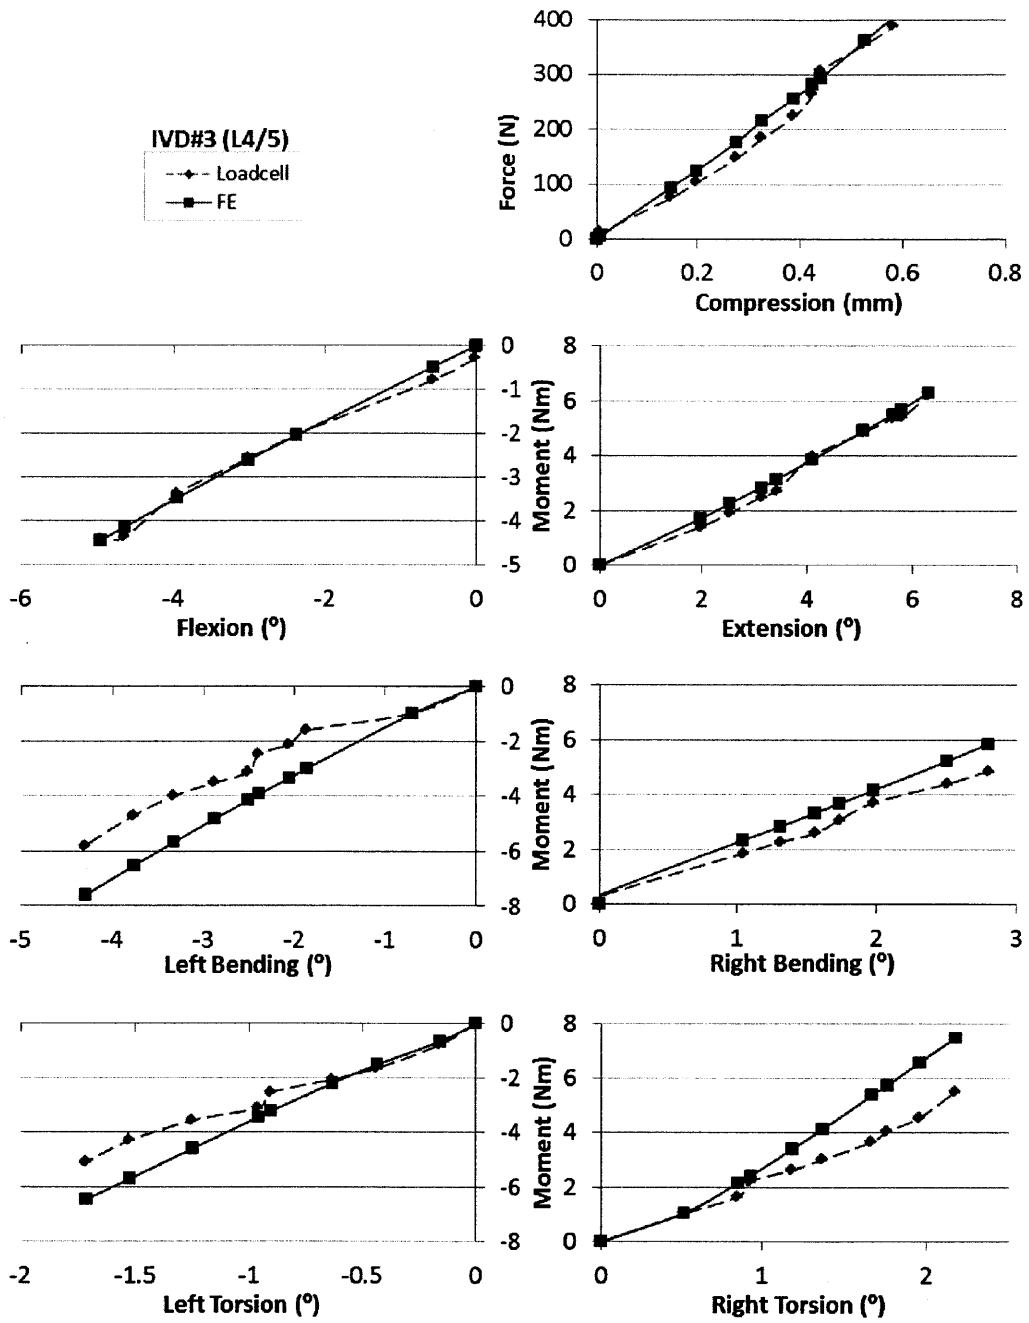 IVD#3 (L4/5)
Loadcell
FE
400
300
200
100
0
Force (N)
0 0.2 0.4 0.6 0.8
Compression (mm)
0
-1
-2
-3
-4
-5
-6 -4 -2 0
Flexion (°)
8
6
4
2
0
Moment (Nm)
0 2 4 6 8
Extension (°)
0
-2
-4
-6
-8
-5 -4 -3 -2 -1 0
Left Bending (°)
8
6
4
2
0
Moment (Nm)
0 1 2 3
Right Bending (°)
0
-2
-4
-6
-8
-2 -1.5 -1 -0.5 0
Left Torsion (°)
8
6
4
2
0
Moment (Nm)
0 1 2
Right Torsion (°)